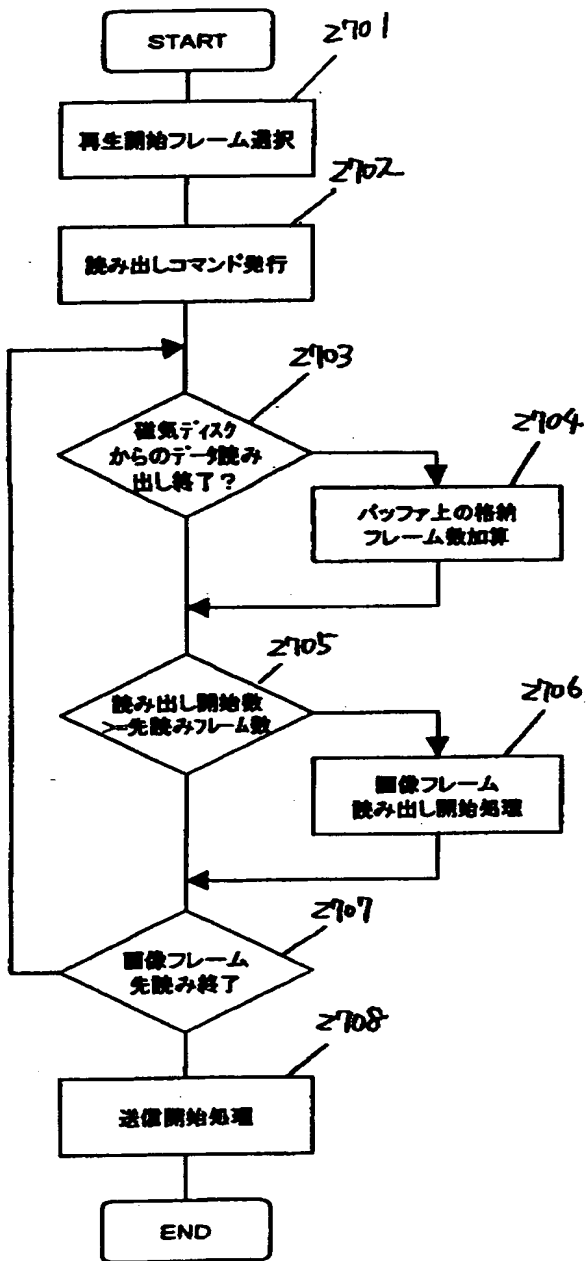 START
2701
再生開始フレーム選択
2702
読み出しコマンド発行
2703
磁気ディスク
からのデータ読み
出し終了？
2704
バッファ上の格納
フレーム数加算
2705
読み出し開始数
>=先読みフレーム数
2706
画像フレーム
読み出し開始処理
2707
画像フレーム
先読み終了
2708
送信開始処理
END